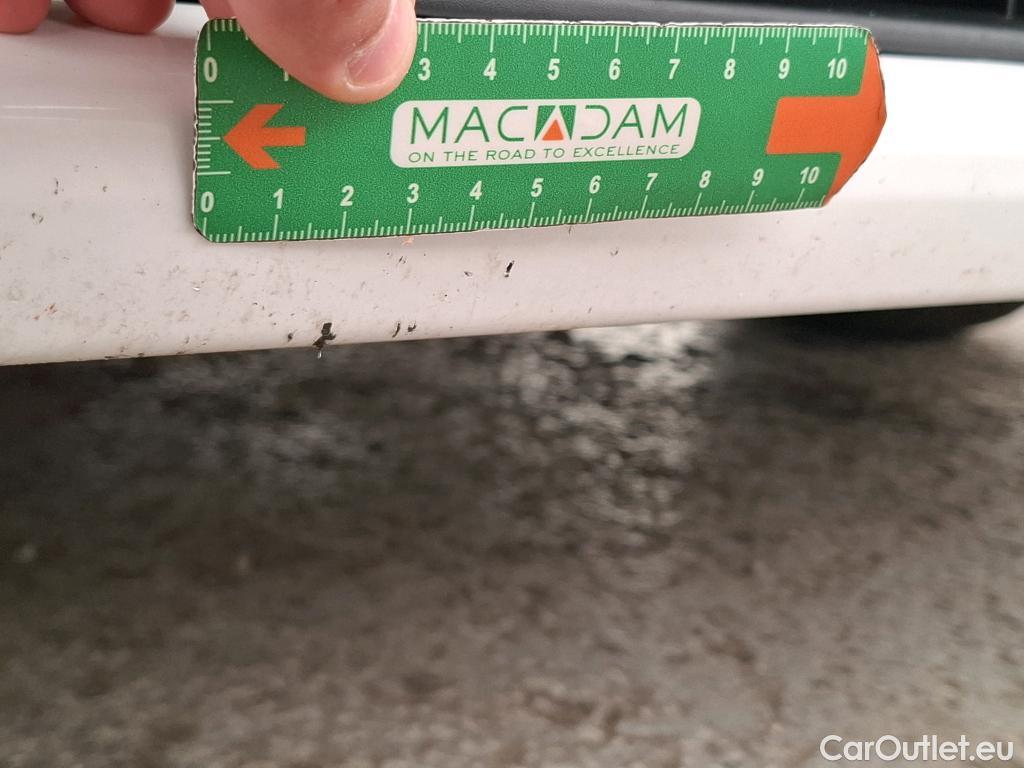 0 1 3 4 5 6 7 8 9 10
MACADAM
ON THE ROAD TO EXCELLENCE
0 1 2 3 4 5 6 7 8 9 10
CarOutlet.eu